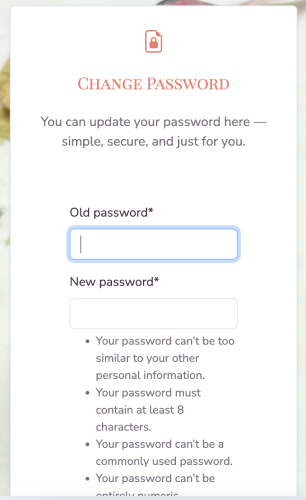 Change Password
You can update your password here —
simple, secure, and just for you.
Old password*
New password*
• Your password can't be too
similar to your other
personal information.
• Your password must
contain at least 8
characters.
• Your password can't be a
commonly used password.
• Your password can't be
entirely numeric.